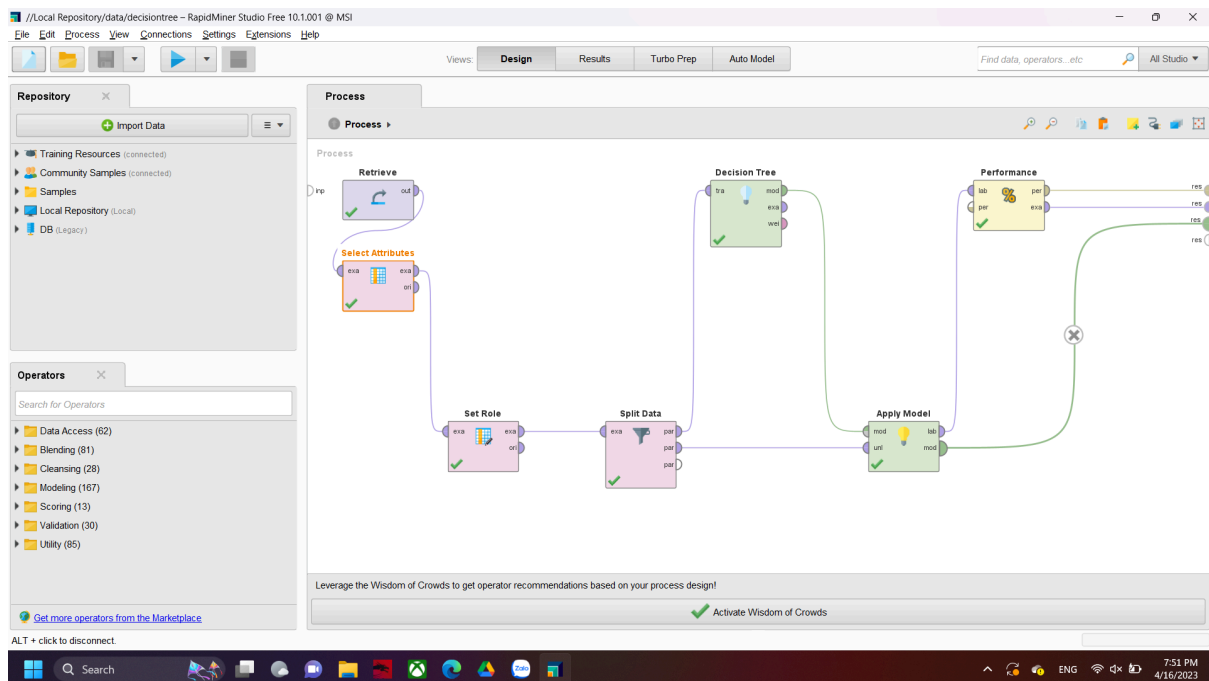 //Local Repository/data/decisiontree – RapidMiner Studio Free 10.1.001 @ MSI
File Edit Process View Connections Settings Extensions Help
Views: Design Results Turbo Prep Auto Model
Find data, operators...etc
All Studio
Repository
Import Data
Training Resources (connected)
Community Samples (connected)
Samples
Local Repository (Local)
DB (Legacy)
Operators
Search for Operators
Data Access (62)
Blending (81)
Cleansing (28)
Modeling (167)
Scoring (13)
Validation (30)
Utility (85)
Get more operators from the Marketplace
Process
Process
Process
inp
Retrieve
out
Select Attributes
exa exa
ori
Set Role
exa exa
ori
Split Data
exa par
par
par
Decision Tree
tra mod
exa
wei
Apply Model
mod lab
unl mod
Performance
lab per
per exa
res
res
res
res
Leverage the Wisdom of Crowds to get operator recommendations based on your process design!
Activate Wisdom of Crowds
ALT + click to disconnect.
Search
Zalo
ENG
7:51 PM
4/16/2023